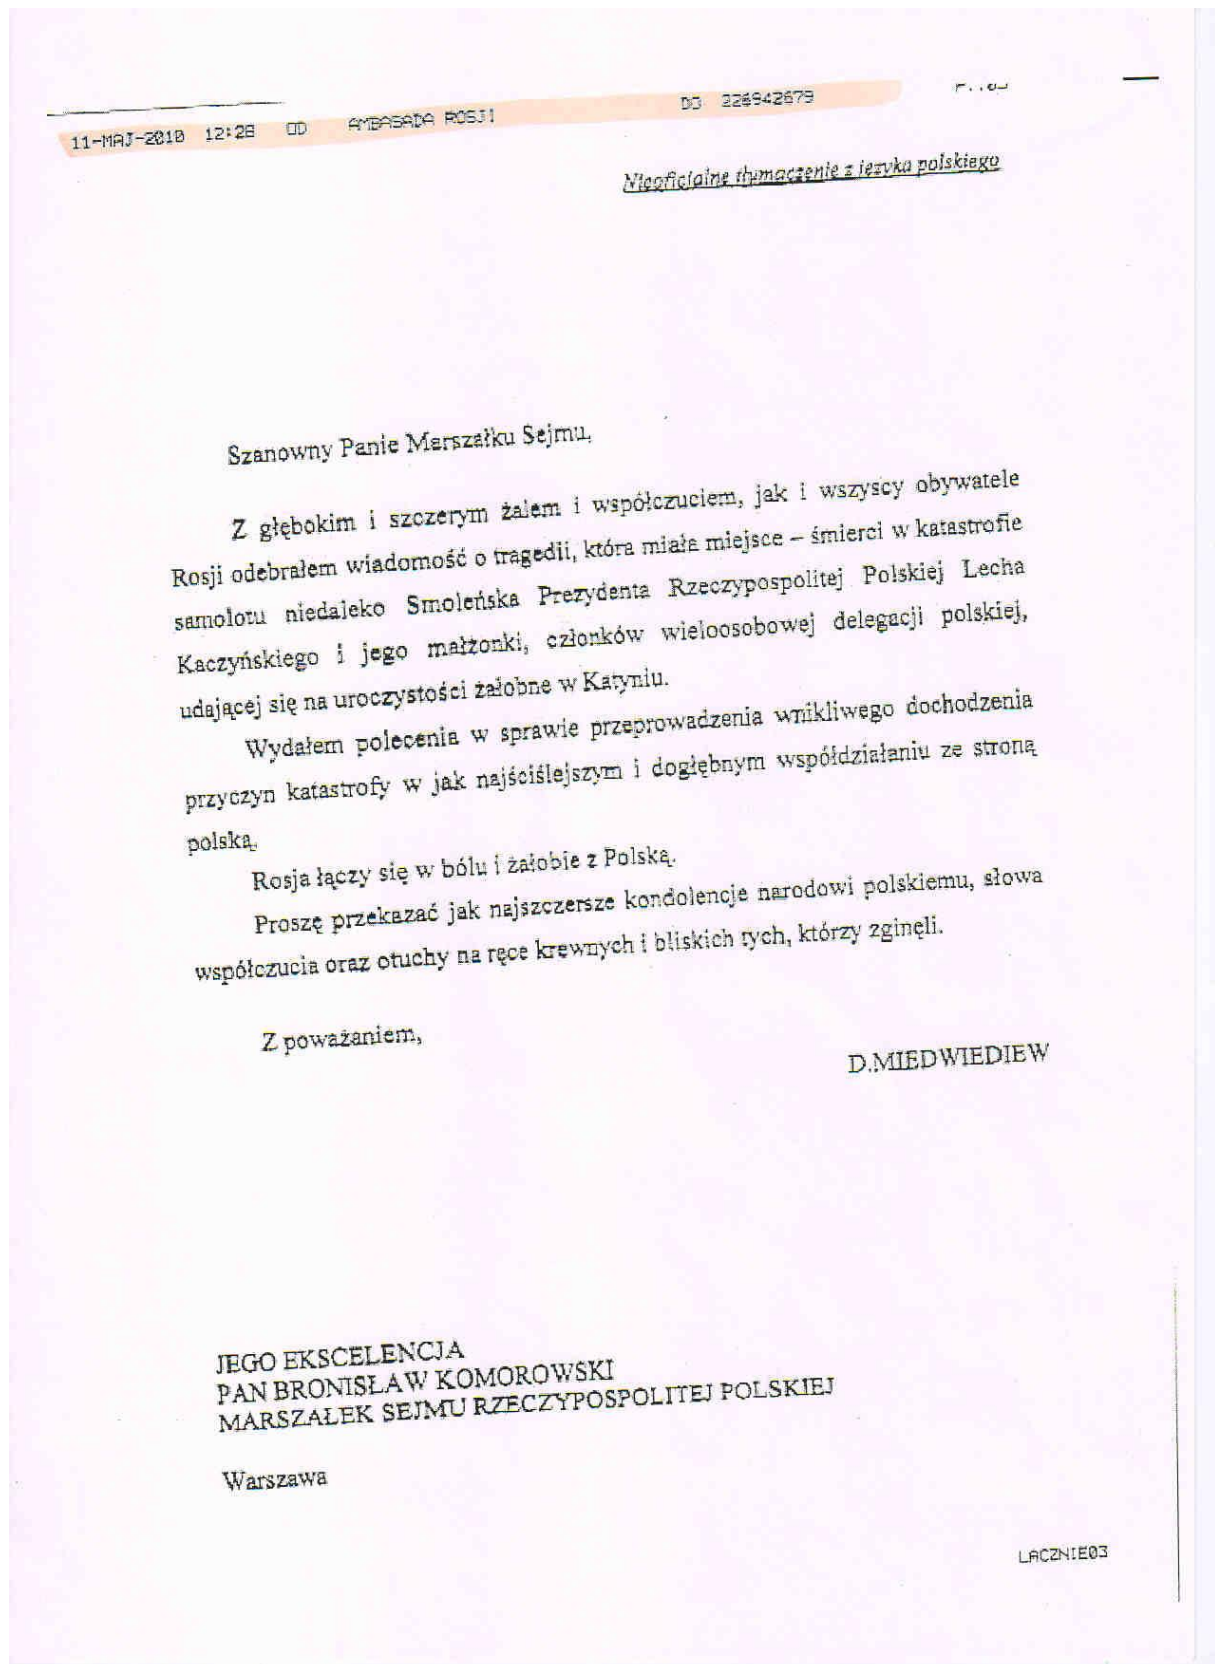 11-MAJ-2010 12:28 OD AMBASADA ROSJI DO 226942679
Nieoficjalne tłumaczenie z języka polskiego
Szanowny Panie Marszałku Sejmu,
Z głębokim i szczerym żalem i współczuciem, jak i wszyscy obywatele
Rosji odebrałem wiadomość o tragedii, która miała miejsce – śmierci w katastrofie
samolotu niedaleko Smoleńska Prezydenta Rzeczypospolitej Polskiej Lecha
Kaczyńskiego i jego małżonki, członków wieloosobowej delegacji polskiej,
udającej się na uroczystości żałobne w Katyniu.
Wydałem polecenia w sprawie przeprowadzenia wnikliwego dochodzenia
przyczyn katastrofy w jak najściślejszym i dogłębnym współdziałaniu ze stroną
polską.
Rosja łączy się w bólu i żałobie z Polską.
Proszę przekazać jak najszczersze kondolencje narodowi polskiemu, słowa
współczucia oraz otuchy na ręce krewnych i bliskich tych, którzy zginęli.
Z poważaniem,
D.MIEDWIEDIEW
JEGO EKSCELENCJA
PAN BRONISŁAW KOMOROWSKI
MARSZAŁEK SEJMU RZECZYPOSPOLITEJ POLSKIEJ
Warszawa
LACZNIE03